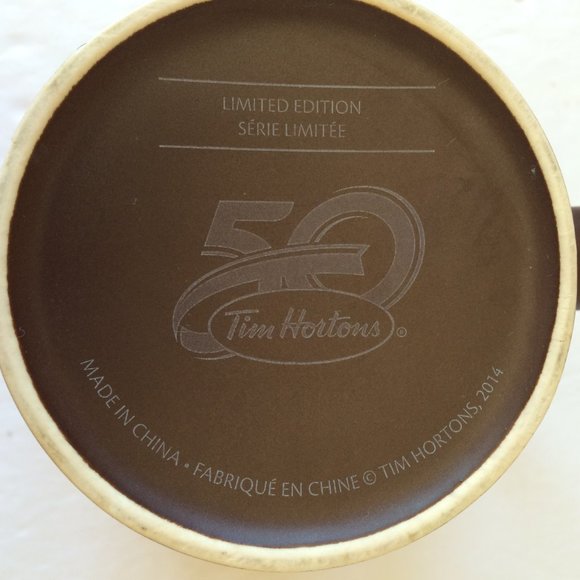 LIMITED EDITION
SÉRIE LIMITÉE
50
Tim Hortons ®
MADE IN CHINA • FABRIQUÉ EN CHINE © TIM HORTONS, 2014